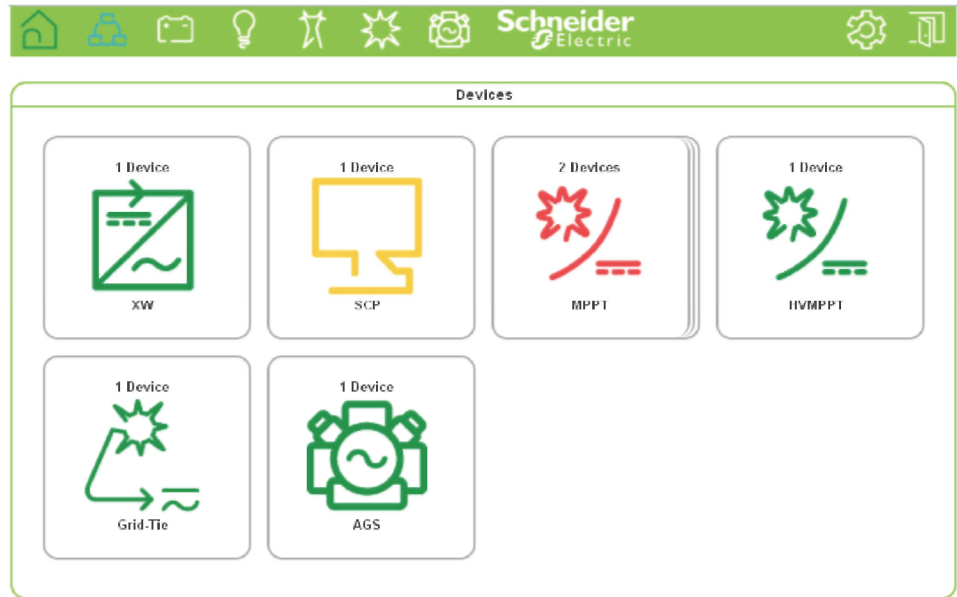 Schneider
Electric
Devices
1 Device
1 Device
2 Devices
1 Device
XW
SCP
MPPT
HVMPPT
1 Device
1 Device
Grid-Tie
AGS